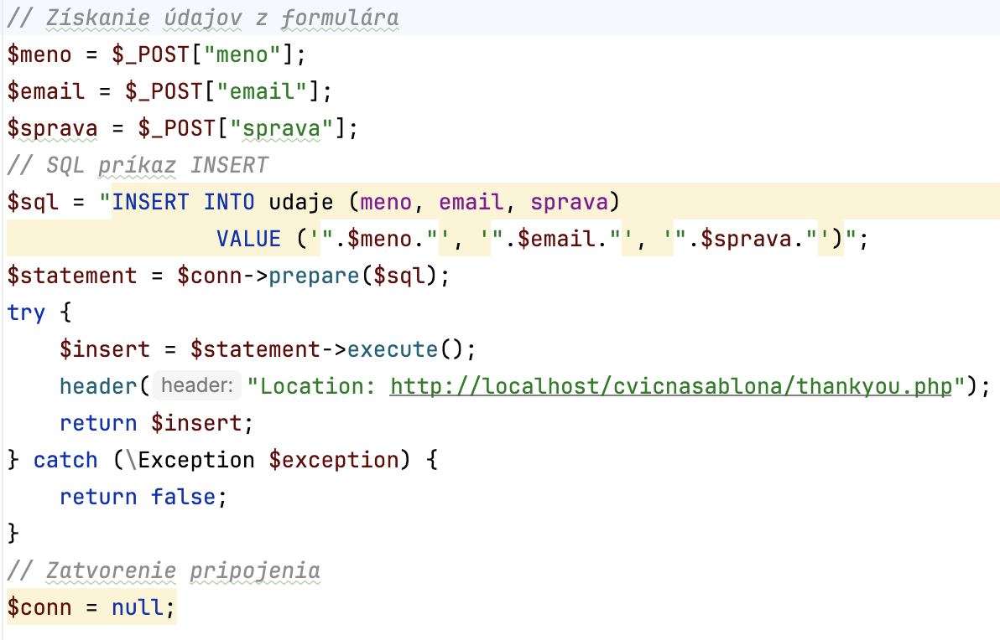 // Získanie údajov z formulára
$meno = $_POST["meno"];
$email = $_POST["email"];
$sprava = $_POST["sprava"];
// SQL príkaz INSERT
$sql = "INSERT INTO udaje (meno, email, sprava)
                VALUE ('".$meno."', '".$email."', '".$sprava."')";
$statement = $conn->prepare($sql);
try {
    $insert = $statement->execute();
    header( header: "Location: http://localhost/cvicnasablona/thankyou.php");
    return $insert;
} catch (\Exception $exception) {
    return false;
}
// Zatvorenie pripojenia
$conn = null;